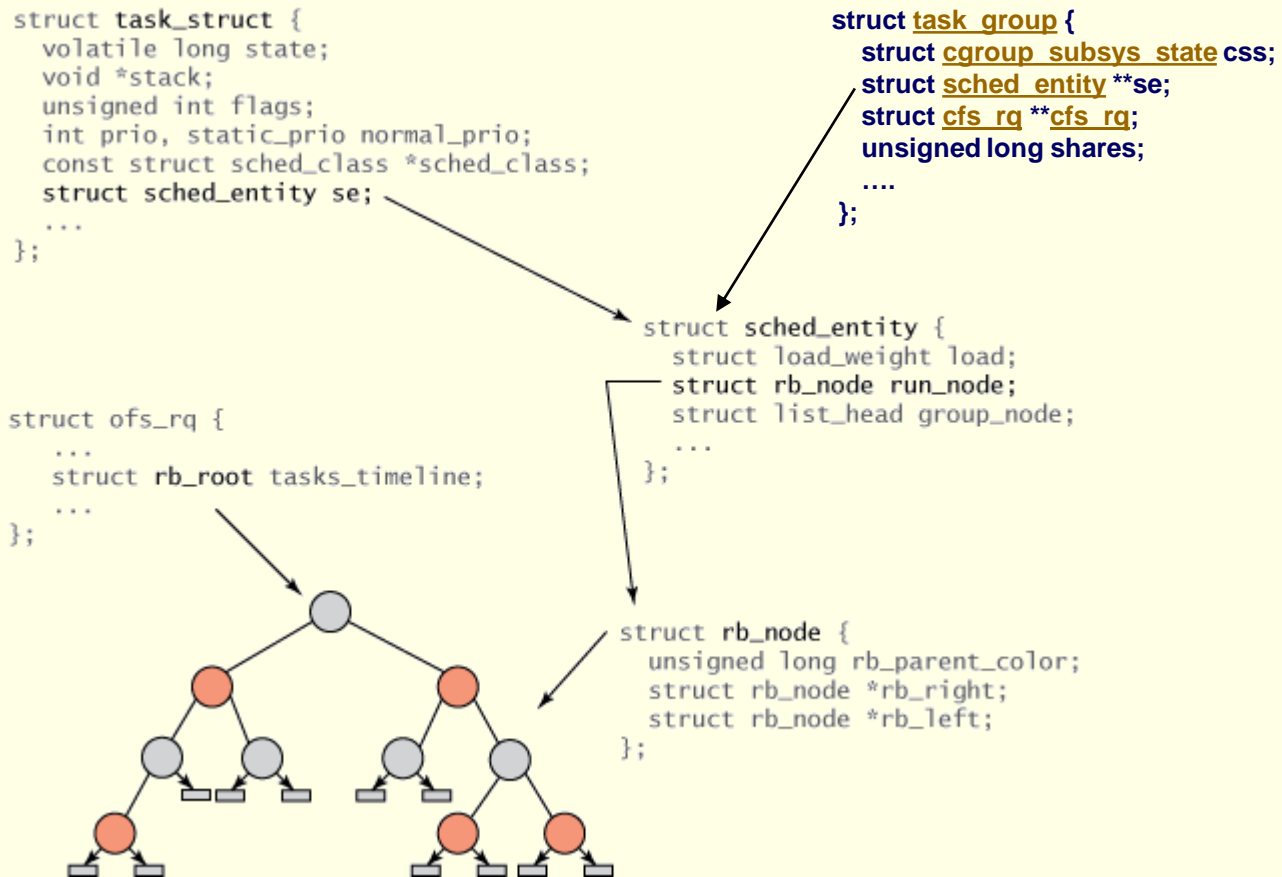 struct task_struct {
volatile long state;
void *stack;
unsigned int flags;
int prio, static_prio normal_prio;
const struct sched_class *sched_class;
struct sched_entity se;
...
};
struct task_group {
struct cgroup_subsys_state css;
struct sched_entity **se;
struct cfs_rq **cfs_rq;
unsigned long shares;
....
};
struct sched_entity {
struct load_weight load;
struct rb_node run_node;
struct list_head group_node;
...
};
struct ofs_rq {
...
struct rb_root tasks_timeline;
...
};
struct rb_node {
unsigned long rb_parent_color;
struct rb_node *rb_right;
struct rb_node *rb_left;
};